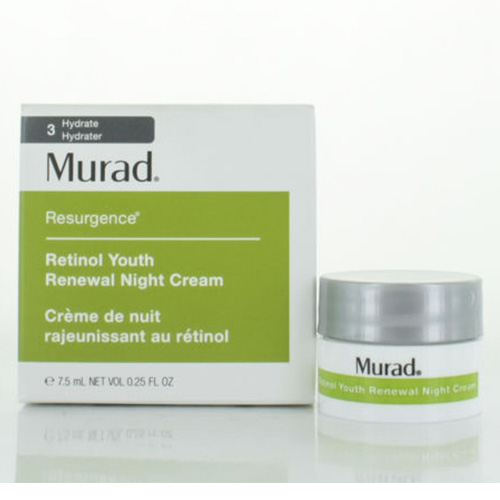 3 Hydrate
Hydrater
Murad®
Resurgence®
Retinol Youth
Renewal Night Cream
Crème de nuit
rajeunissant au rétinol
℮ 7.5 mL NET VOL 0.25 FL OZ
Murad®
Retinol Youth Renewal Night Cream